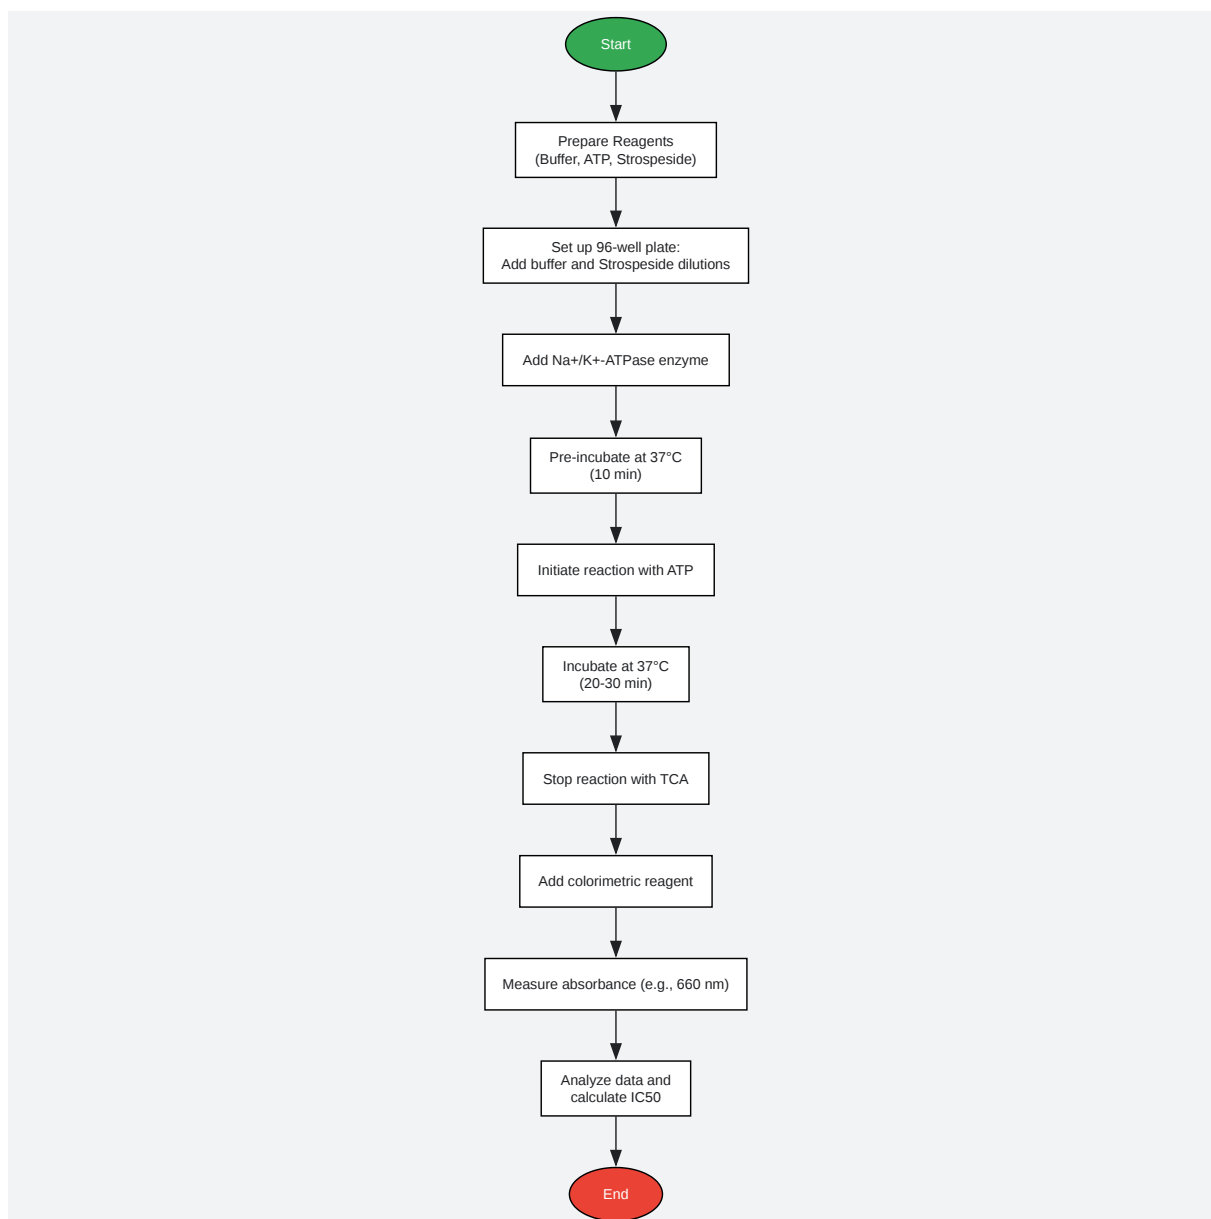 Start
Prepare Reagents
(Buffer, ATP, Strospeside)
Set up 96-well plate:
Add buffer and Strospeside dilutions
Add Na+/K+-ATPase enzyme
Pre-incubate at 37°C
(10 min)
Initiate reaction with ATP
Incubate at 37°C
(20-30 min)
Stop reaction with TCA
Add colorimetric reagent
Measure absorbance (e.g., 660 nm)
Analyze data and
calculate IC50
End